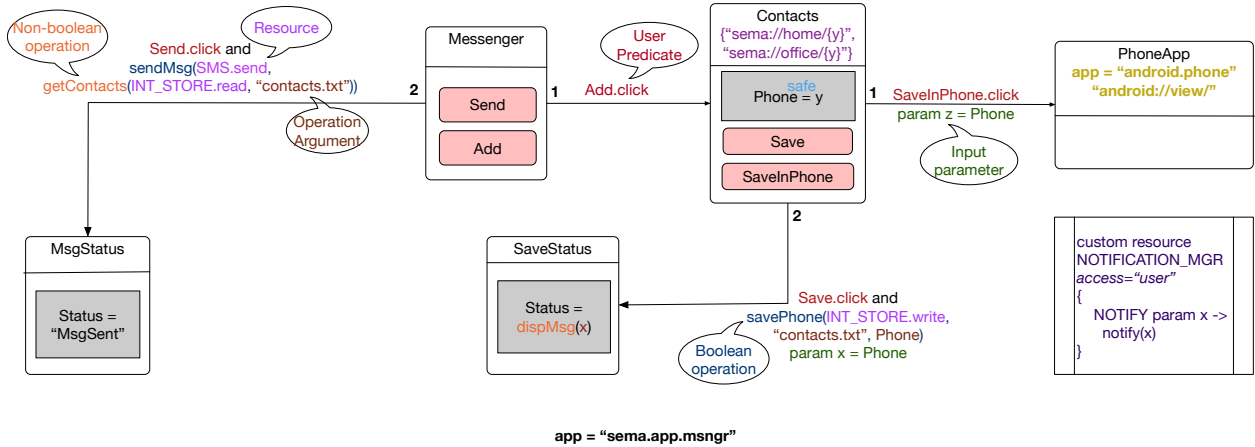 Non-boolean
operation
Resource
Send.click and
sendMsg(SMS.send,
getContacts(INT_STORE.read, “contacts.txt”))
Operation
Argument
2
Messenger
Send
Add
1
User
Predicate
Add.click
Contacts
{“sema://home/{y}”,
“sema://office/{y}”}
safe
Phone = y
Save
SaveInPhone
1
SaveInPhone.click
param z = Phone
Input
parameter
PhoneApp
app = “android.phone”
“android://view/”
2
MsgStatus
Status =
“MsgSent”
SaveStatus
Status =
dispMsg(x)
Save.click and
savePhone(INT_STORE.write,
“contacts.txt”, Phone)
param x = Phone
Boolean
operation
custom resource
NOTIFICATION_MGR
access=“user”
{
NOTIFY param x ->
notify(x)
}
app = “sema.app.msngr”